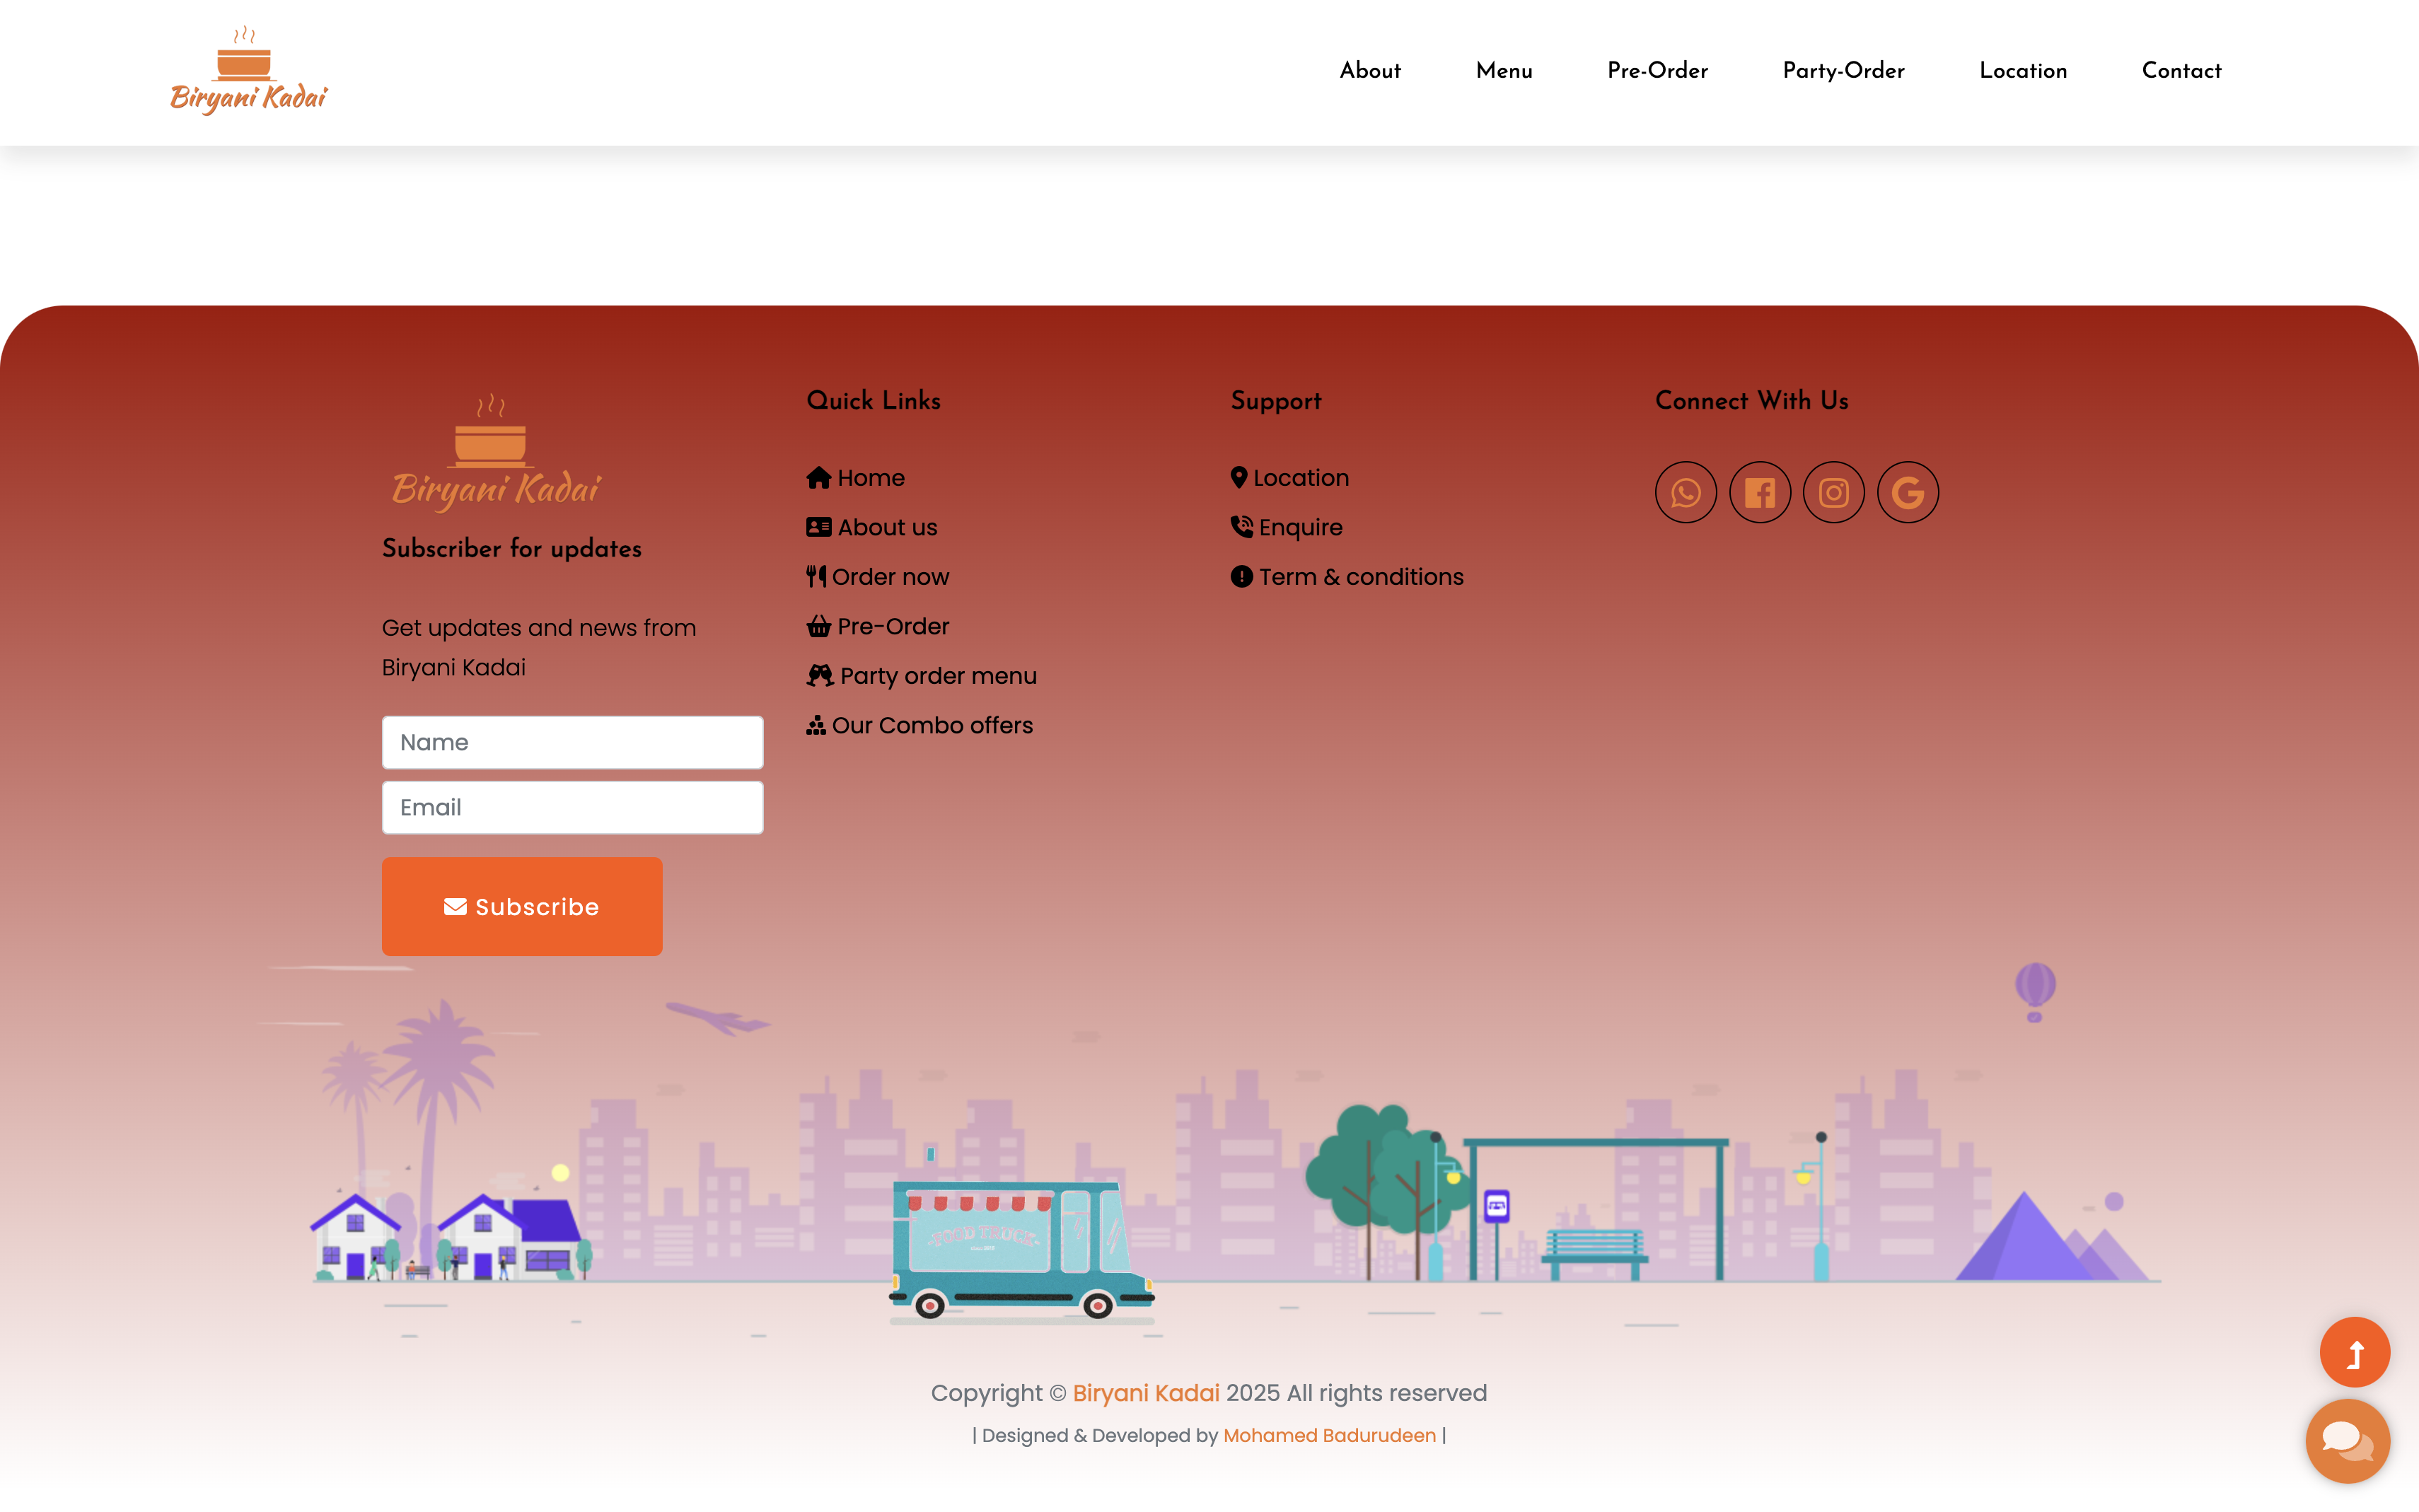 Biryani Kadai
About
Menu
Pre-Order
Party-Order
Location
Contact
Biryani Kadai
Subscriber for updates
Get updates and news from
Biryani Kadai
Name
Email
Subscribe
Quick Links
Home
About us
Order now
Pre-Order
Party order menu
Our Combo offers
Support
Location
Enquire
Term & conditions
Connect With Us
FOOD TRUCK
Copyright © Biryani Kadai 2025 All rights reserved
| Designed & Developed by Mohamed Badurudeen |